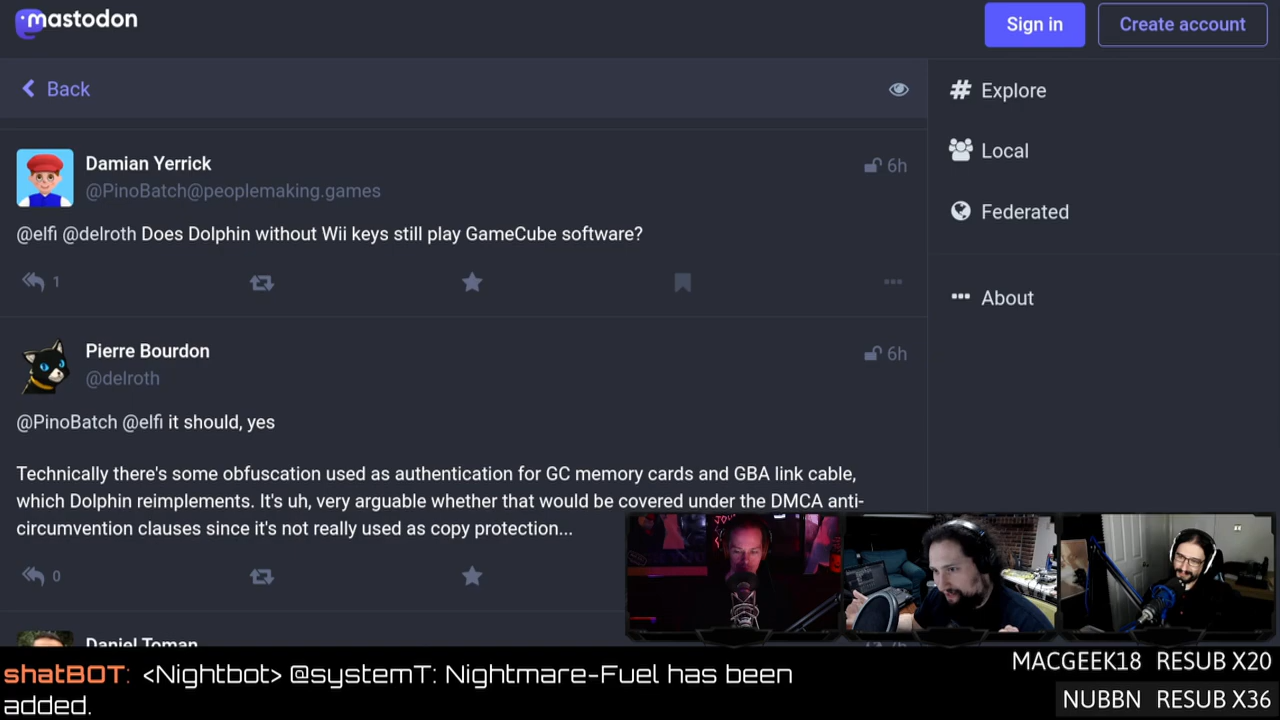 mastodon
Sign in
Create account
Back
Explore
Local
Federated
About
Damian Yerrick
6h
@PinoBatch@peoplemaking.games
@elfi @delroth Does Dolphin without Wii keys still play GameCube software?
1
Pierre Bourdon
6h
@delroth
@PinoBatch @elfi it should, yes
Technically there's some obfuscation used as authentication for GC memory cards and GBA link cable,
which Dolphin reimplements. It's uh, very arguable whether that would be covered under the DMCA anti-
circumvention clauses since it's not really used as copy protection...
0
Daniel Toman
shatBOT: <Nightbot> @systemT: Nightmare-Fuel has been
added.
MACGEEK18 RESUB X20
NUBBN RESUB X36